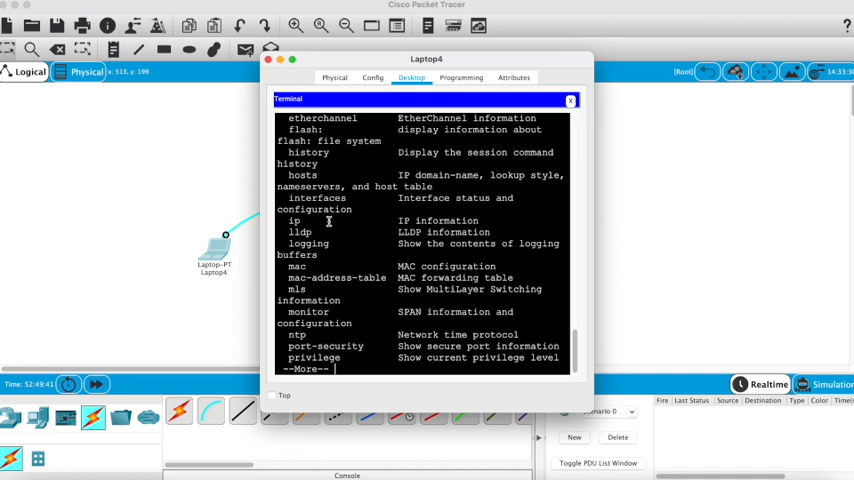 Cisco Packet Tracer
Logical
Physical
x: 513, y: 199
[Root]
14:33:30
Laptop4
Physical
Config
Desktop
Programming
Attributes
Terminal
X
etherchannel EtherChannel information
flash: display information about
flash: file system
history Display the session command
history
hosts IP domain-name, lookup style,
nameservers, and host table
interfaces Interface status and
configuration
ip IP information
lldp LLDP information
logging Show the contents of logging
buffers
mac MAC configuration
mac-address-table MAC forwarding table
mls Show MultiLayer Switching
information
monitor SPAN information and
configuration
ntp Network time protocol
port-security Show secure port information
privilege Show current privilege level
--More--
Top
Laptop-PT
Laptop4
Time: 52:49:41
Realtime
Simulation
Fire
Last Status
Source
Destination
Type
Color
New
Delete
Toggle PDU List Window
Console